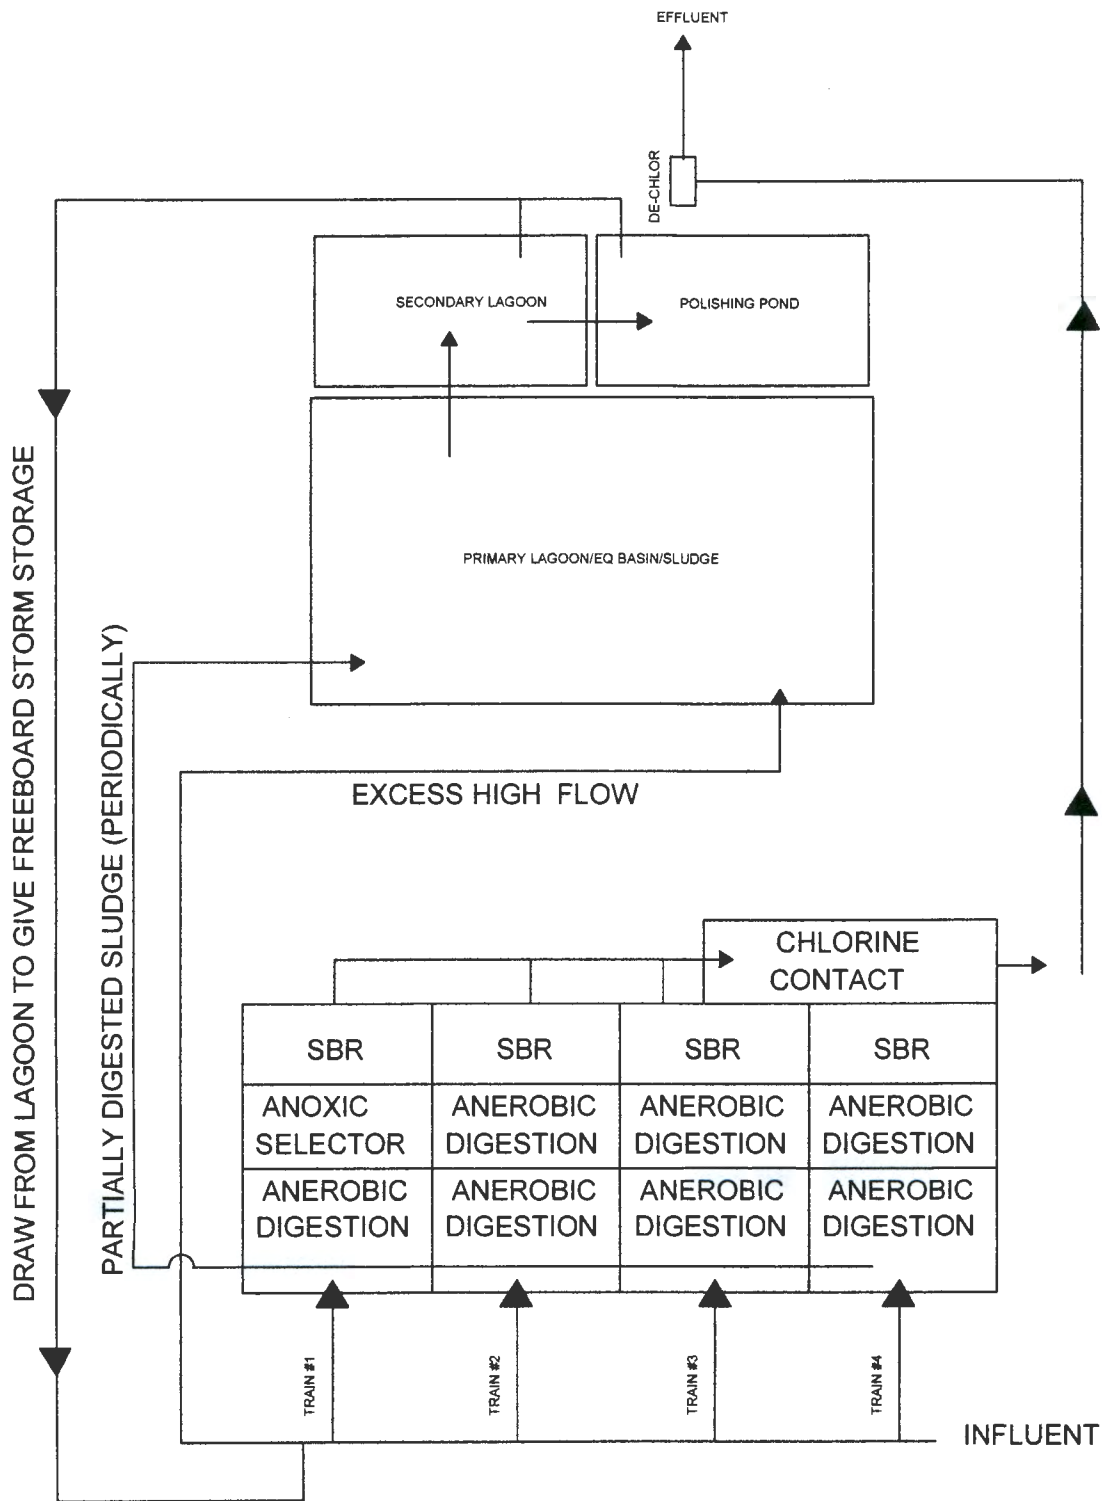 EFFLUENT
DE-CHLOR
SECONDARY LAGOON
POLISHING POND
PRIMARY LAGOON/EQ BASIN/SLUDGE
DRAW FROM LAGOON TO GIVE FREEBOARD STORM STORAGE
PARTIALLY DIGESTED SLUDGE (PERIODICALLY)
EXCESS HIGH FLOW
CHLORINE
CONTACT
SBR
SBR
SBR
SBR
ANOXIC
SELECTOR
ANEROBIC
DIGESTION
ANEROBIC
DIGESTION
ANEROBIC
DIGESTION
ANEROBIC
DIGESTION
ANEROBIC
DIGESTION
ANEROBIC
DIGESTION
ANEROBIC
DIGESTION
TRAIN #1
TRAIN #2
TRAIN #3
TRAIN #4
INFLUENT